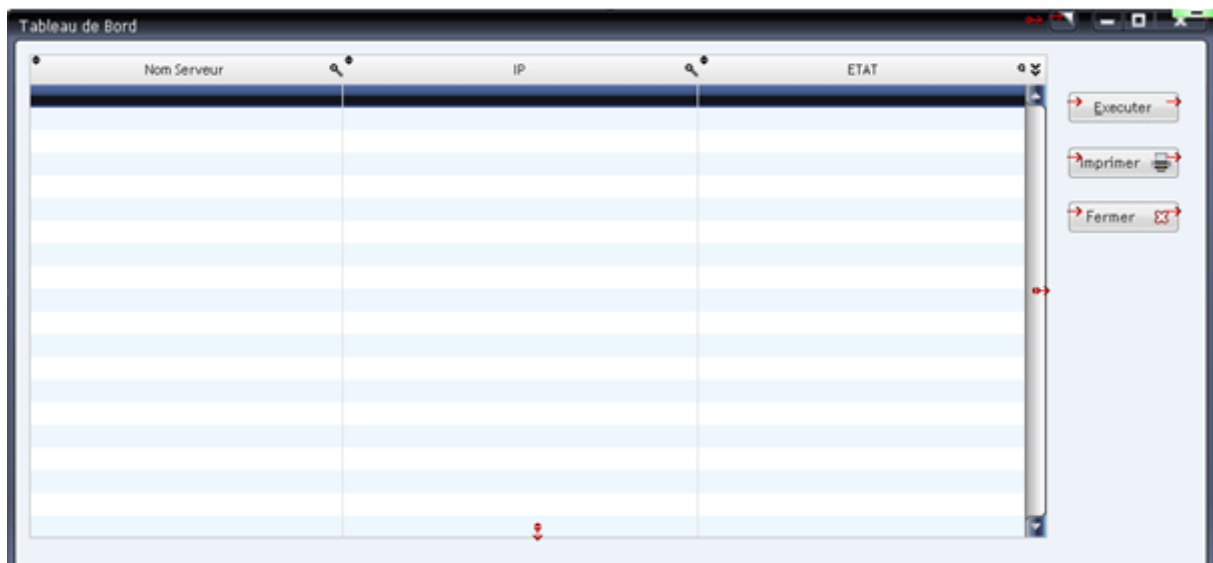 Tableau de Bord
Nom Serveur IP ETAT
Executer
Imprimer
Fermer